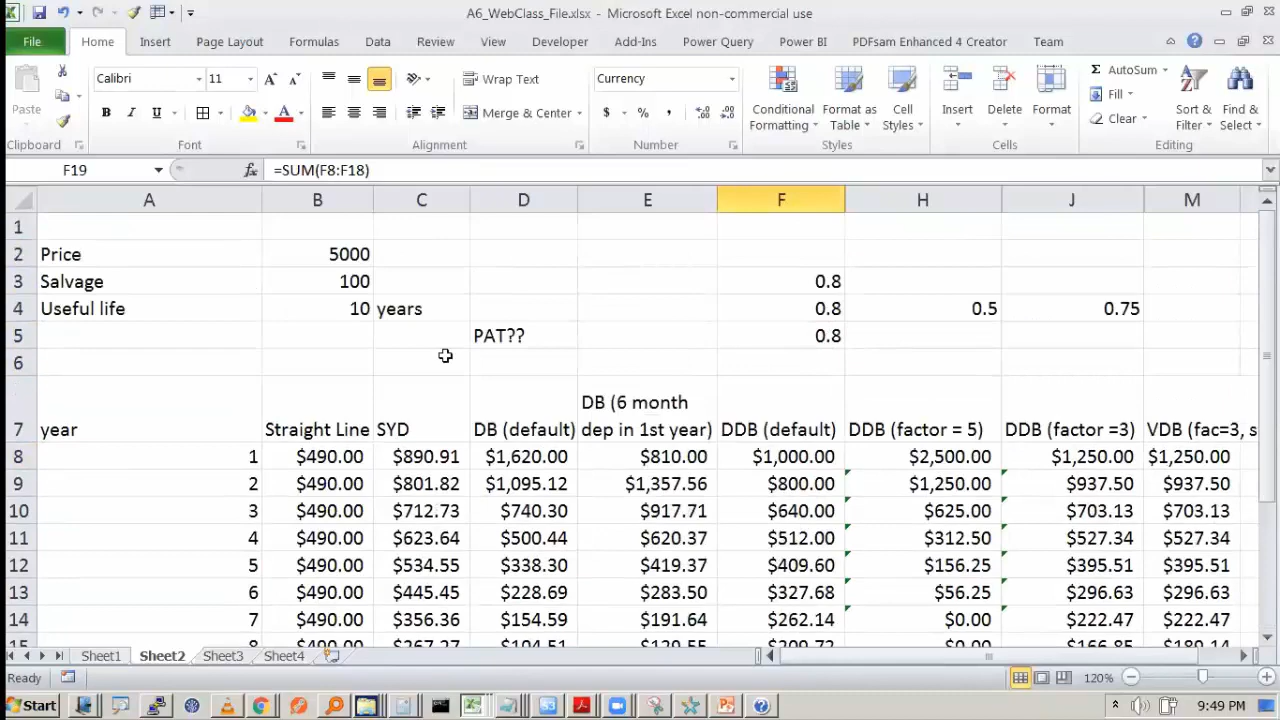 A6_WebClass_File.xlsx - Microsoft Excel non-commercial use
File Home Insert Page Layout Formulas Data Review View Developer Add-Ins Power Query Power BI PDFsam Enhanced 4 Creator Team
Paste
Calibri 11
B I U
A A A
Wrap Text
Merge & Center
Currency
$ % ,
Conditional Formatting
Format as Table
Cell Styles
Insert Delete Format
Σ AutoSum
Fill
Clear
Sort & Filter
Find & Select
Clipboard Font Alignment Number Styles Cells Editing
F19 fx =SUM(F8:F18)
A B C D E F H J M
1
2 Price 5000
3 Salvage 100 0.8
4 Useful life 10 years 0.8 0.5 0.75
5 PAT?? 0.8
6
DB (6 month
7 year Straight Line SYD DB (default) dep in 1st year) DDB (default) DDB (factor = 5) DDB (factor =3) VDB (fac=3, s
8 1 $490.00 $890.91 $1,620.00 $810.00 $1,000.00 $2,500.00 $1,250.00 $1,250.00
9 2 $490.00 $801.82 $1,095.12 $1,357.56 $800.00 $1,250.00 $937.50 $937.50
10 3 $490.00 $712.73 $740.30 $917.71 $640.00 $625.00 $703.13 $703.13
11 4 $490.00 $623.64 $500.44 $620.37 $512.00 $312.50 $527.34 $527.34
12 5 $490.00 $534.55 $338.30 $419.37 $409.60 $156.25 $395.51 $395.51
13 6 $490.00 $445.45 $228.69 $283.50 $327.68 $56.25 $296.63 $296.63
14 7 $490.00 $356.36 $154.59 $191.64 $262.14 $0.00 $222.47 $222.47
15 8 $490.00 $267.27 $104.51 $129.55 $209.72 $0.00 $166.85 $189.14
Sheet1 Sheet2 Sheet3 Sheet4
Ready 120%
Start 9:49 PM